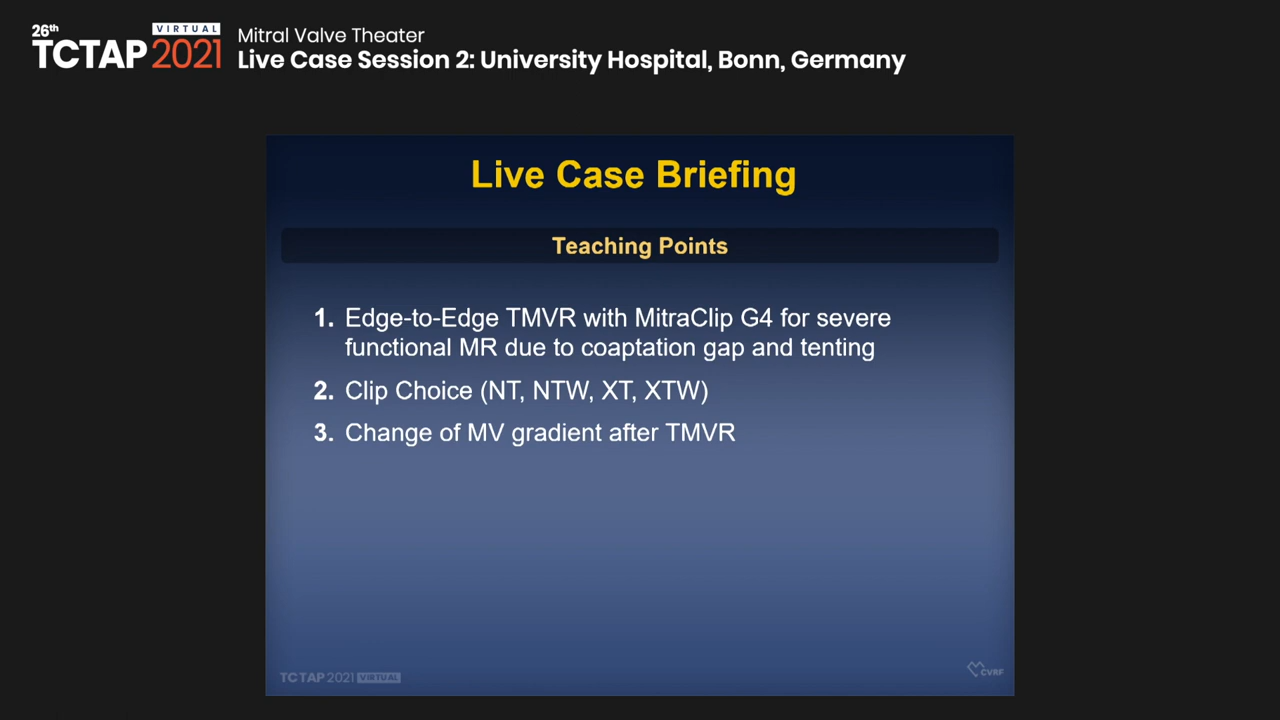 26th
VIRTUAL
TCTAP 2021
Mitral Valve Theater
Live Case Session 2: University Hospital, Bonn, Germany
Live Case Briefing
Teaching Points
1. Edge-to-Edge TMVR with MitraClip G4 for severe
functional MR due to coaptation gap and tenting
2. Clip Choice (NT, NTW, XT, XTW)
3. Change of MV gradient after TMVR
TCTAP 2021 VIRTUAL
CVRF